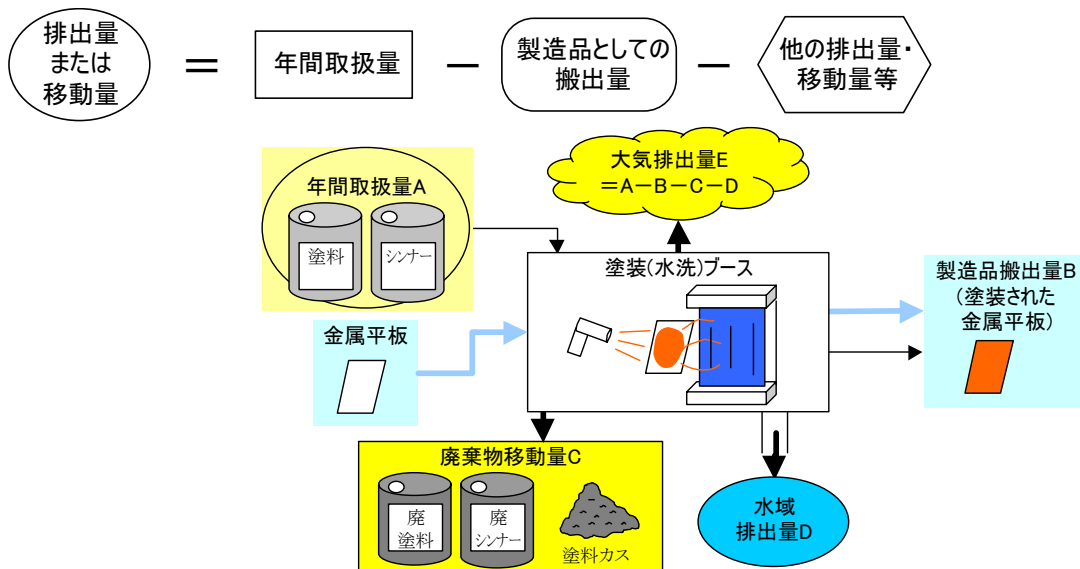 排出量
または
移動量
＝
年間取扱量
－
製造品としての
搬出量
－
他の排出量・
移動量等
年間取扱量A
塗料
シンナー
大気排出量E
＝A－B－C－D
塗装(水洗)ブース
金属平板
製造品搬出量B
(塗装された
金属平板)
廃棄物移動量C
廃
塗料
廃
シンナー
塗料カス
水域
排出量D